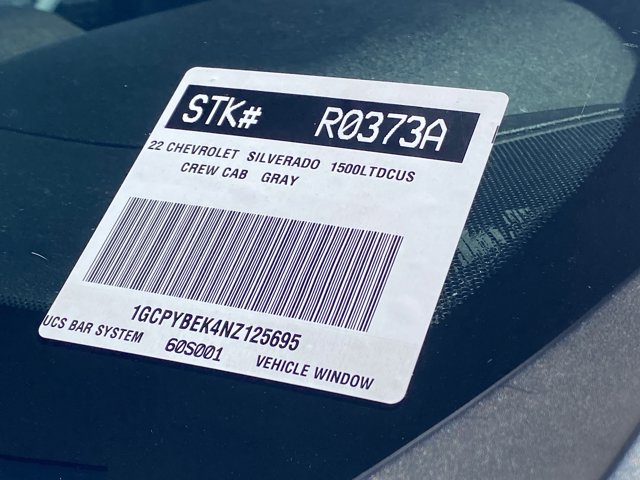 STK# R0373A
22 CHEVROLET SILVERADO 1500LTDCUS
CREW CAB GRAY
1GCPYBEK4NZ125695
UCS BAR SYSTEM 60S001 VEHICLE WINDOW